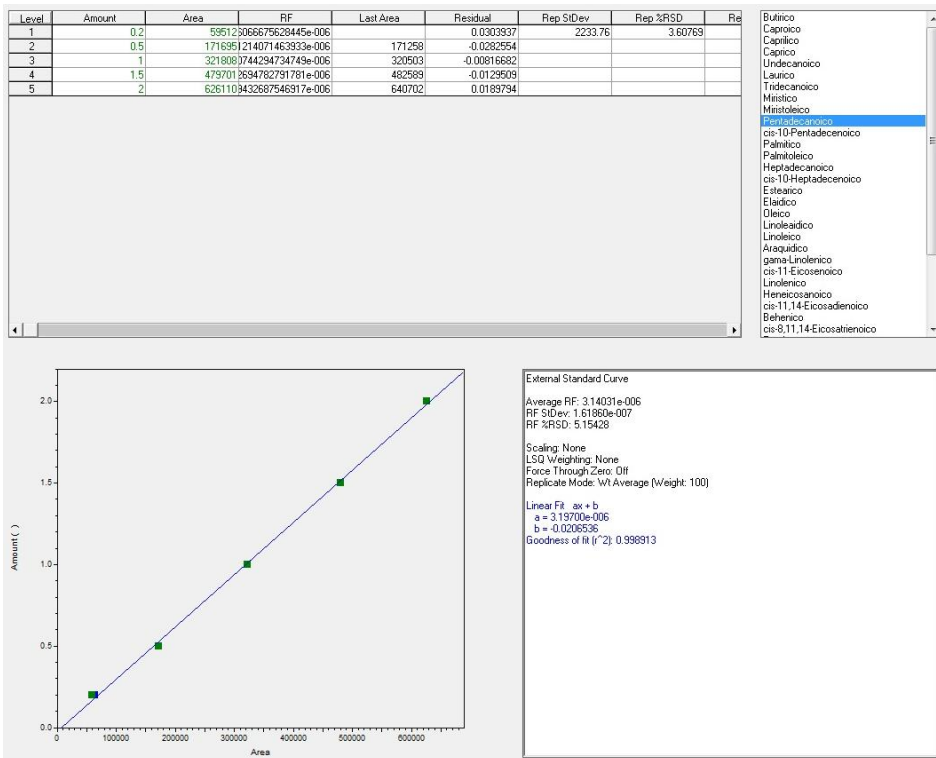 Level Amount Area RF Last Area Residual Rep StDev Rep %RSD Re
1 0.2 59512 6066675628445e-006 0.0303937 2233.76 3.60769
2 0.5 171695 1214071463933e-006 171258 -0.0282554
3 1 321808 0744294734749e-006 320503 -0.00816682
4 1.5 479701 2694782791781e-006 482589 -0.0129509
5 2 626110 9432687546917e-006 640702 0.0189794
Butirico
Caproico
Caprilico
Caprico
Undecanoico
Laurico
Tridecanoico
Miristico
Miristoleico
Pentadecanoico
cis-10-Pentadecenoico
Palmitico
Palmitoleico
Heptadecanoico
cis-10-Heptadecenoico
Estearico
Elaidico
Oleico
Linoleaidico
Linoleico
Araquidico
gama-Linolenico
cis-11-Eicosenoico
Linolenico
Heneicosanoico
cis-11,14-Eicosadienoico
Behenico
cis-8,11,14-Eicosatrienoico
Amount ( )
2.0
1.5
1.0
0.5
0.0
0 100000 200000 300000 400000 500000 600000
Area
External Standard Curve
Average RF: 3.14031e-006
RF StDev: 1.61860e-007
RF %RSD: 5.15428
Scaling: None
LSQ Weighting: None
Force Through Zero: Off
Replicate Mode: Wt Average (Weight: 100)
Linear Fit ax + b
a = 3.19700e-006
b = -0.0206536
Goodness of fit (r^2): 0.998913